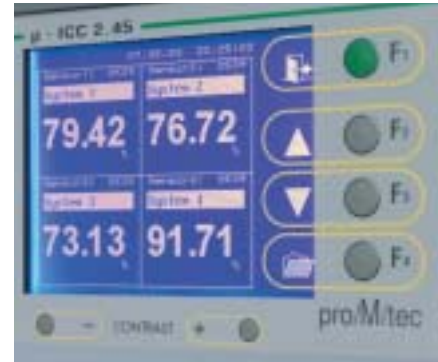 µ - ICC 2.45
System 1 System 2
79.42 76.72
System 3 System 4
73.13 91.71
F1
F2
F3
F4
- CONTRAST +
pro/M/tec